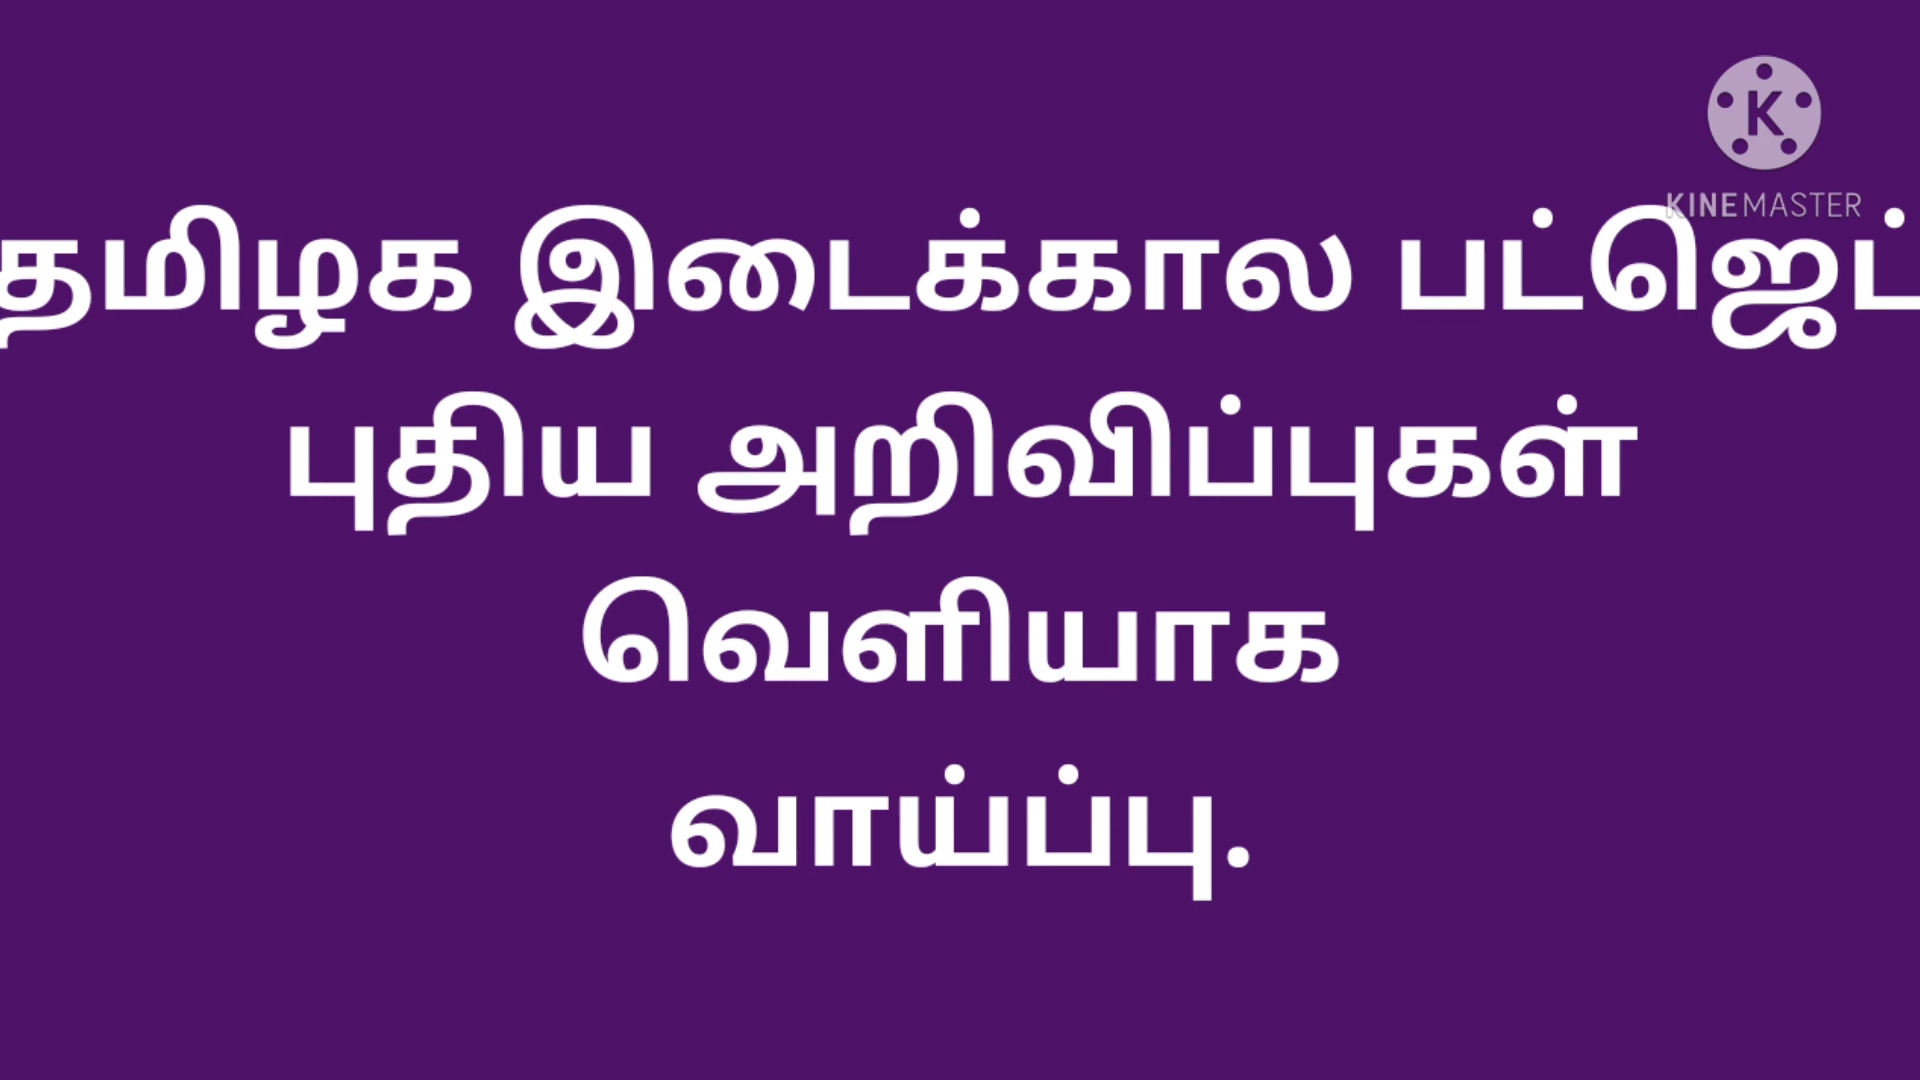 KINEMASTER
தமிழக இடைக்கால பட்ஜெட்
புதிய அறிவிப்புகள்
வெளியாக
வாய்ப்பு.